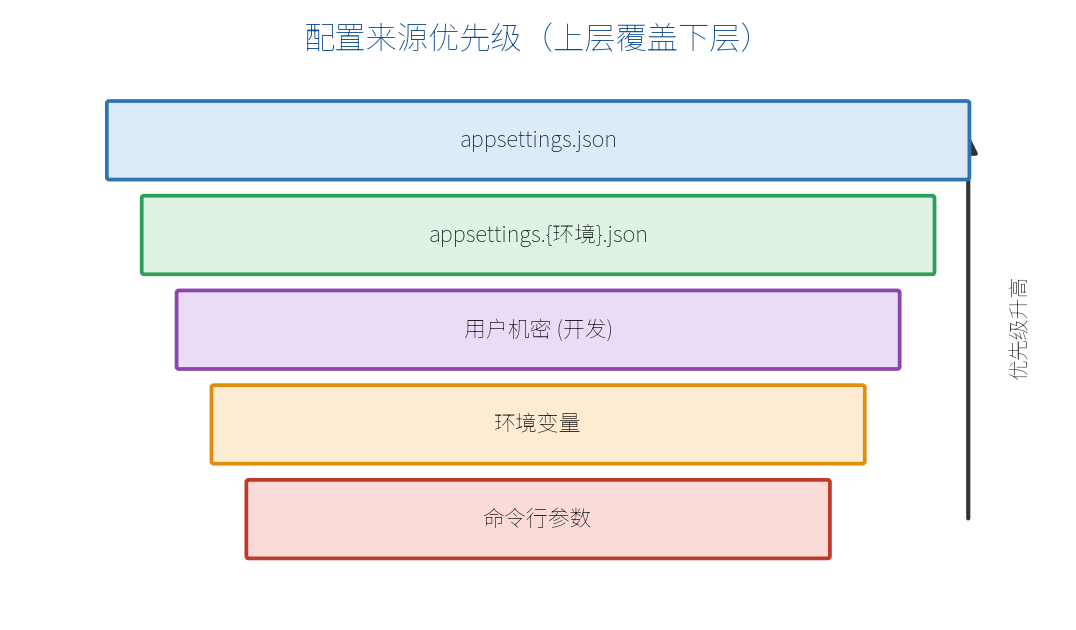 配置来源优先级（上层覆盖下层）
appsettings.json
appsettings.{环境}.json
用户机密 (开发)
环境变量
命令行参数
优先级升高